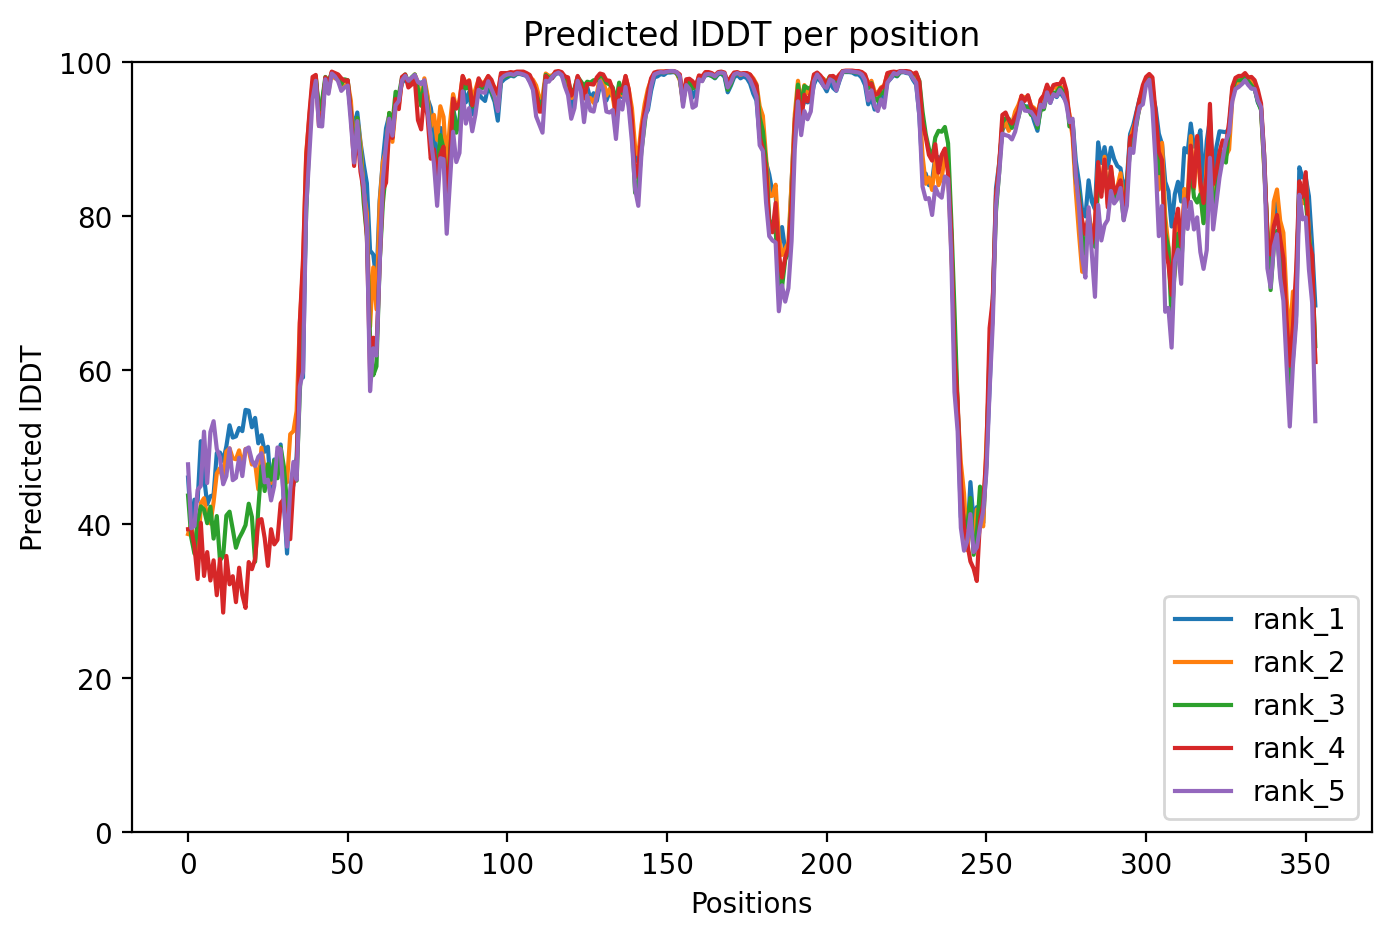 Predicted lDDT per position
100
80
60
40
20
0
Predicted lDDT
0 50 100 150 200 250 300 350
Positions
rank_1
rank_2
rank_3
rank_4
rank_5